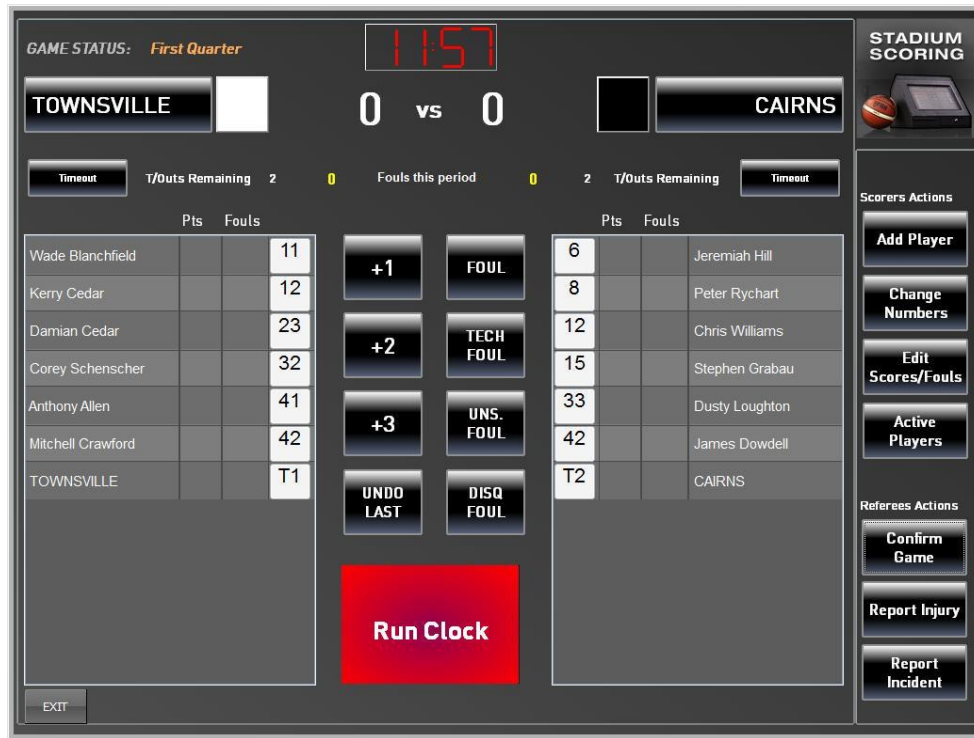 GAME STATUS: First Quarter
11:57
STADIUM
SCORING
TOWNSVILLE
0 vs 0
CAIRNS
Timeout T/Outs Remaining 2 0 Fouls this period 0 2 T/Outs Remaining Timeout
Pts Fouls
Pts Fouls
Wade Blanchfield 11
Kerry Cedar 12
Damian Cedar 23
Corey Schenscher 32
Anthony Allen 41
Mitchell Crawford 42
TOWNSVILLE T1
+1 FOUL
+2 TECH
FOUL
+3 UNS.
FOUL
UNDO
LAST
DISQ
FOUL
Run Clock
6 Jeremiah Hill
8 Peter Rychart
12 Chris Williams
15 Stephen Grabau
33 Dusty Loughton
42 James Dowdell
T2 CAIRNS
Scorers Actions
Add Player
Change
Numbers
Edit
Scores/Fouls
Active
Players
Referees Actions
Confirm
Game
Report Injury
Report
Incident
EXIT